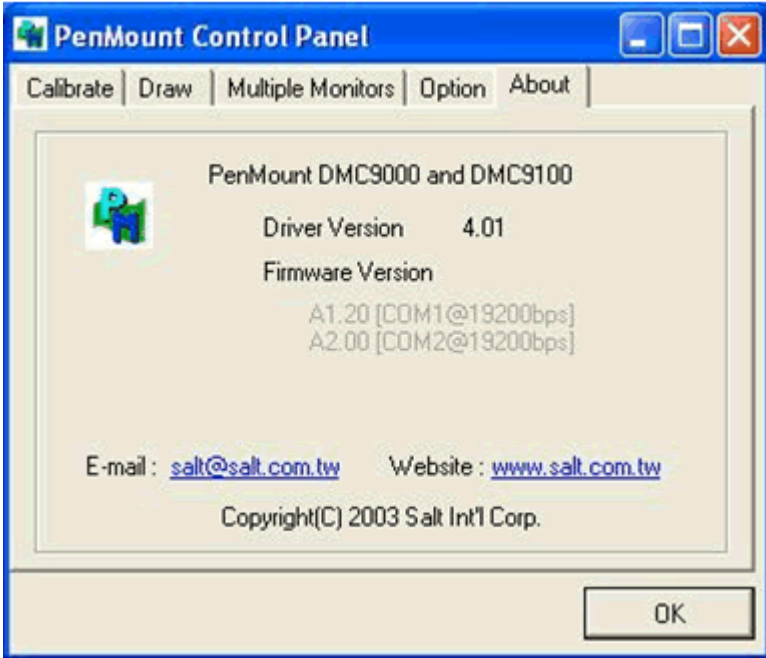 PenMount Control Panel
Calibrate Draw Multiple Monitors Option About
PenMount DMC9000 and DMC9100
PM
Driver Version 4.01
Firmware Version
A1.20 [COM1@19200bps]
A2.00 [COM2@19200bps]
E-mail : salt@salt.com.tw Website : www.salt.com.tw
Copyright(C) 2003 Salt Int'l Corp.
OK